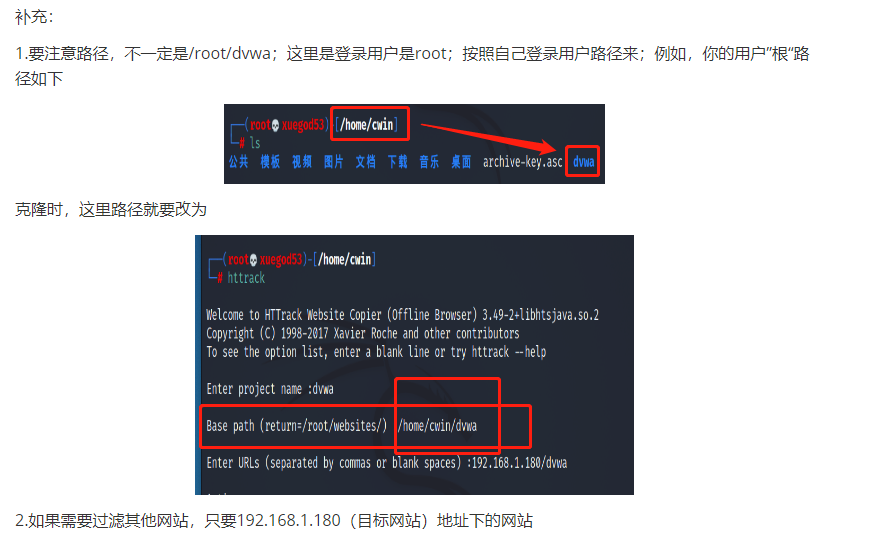 补充：
1.要注意路径，不一定是/root/dvwa；这里是登录用户是root；按照自己登录用户路径来；例如，你的用户”根“路
径如下
┌──(root💀xuegod53)-[/home/cwin]
└─# ls
公共 模板 视频 图片 文档 下载 音乐 桌面 archive-key.asc dvwa
克隆时，这里路径就要改为
┌──(root💀xuegod53)-[/home/cwin]
└─# httrack
Welcome to HTTrack Website Copier (Offline Browser) 3.49-2+libhtsjava.so.2
Copyright (C) 1998-2017 Xavier Roche and other contributors
To see the option list, enter a blank line or try httrack --help
Enter project name :dvwa
Base path (return=/root/websites/) /home/cwin/dvwa
Enter URLs (separated by commas or blank spaces) :192.168.1.180/dvwa
2.如果需要过滤其他网站，只要192.168.1.180（目标网站）地址下的网站